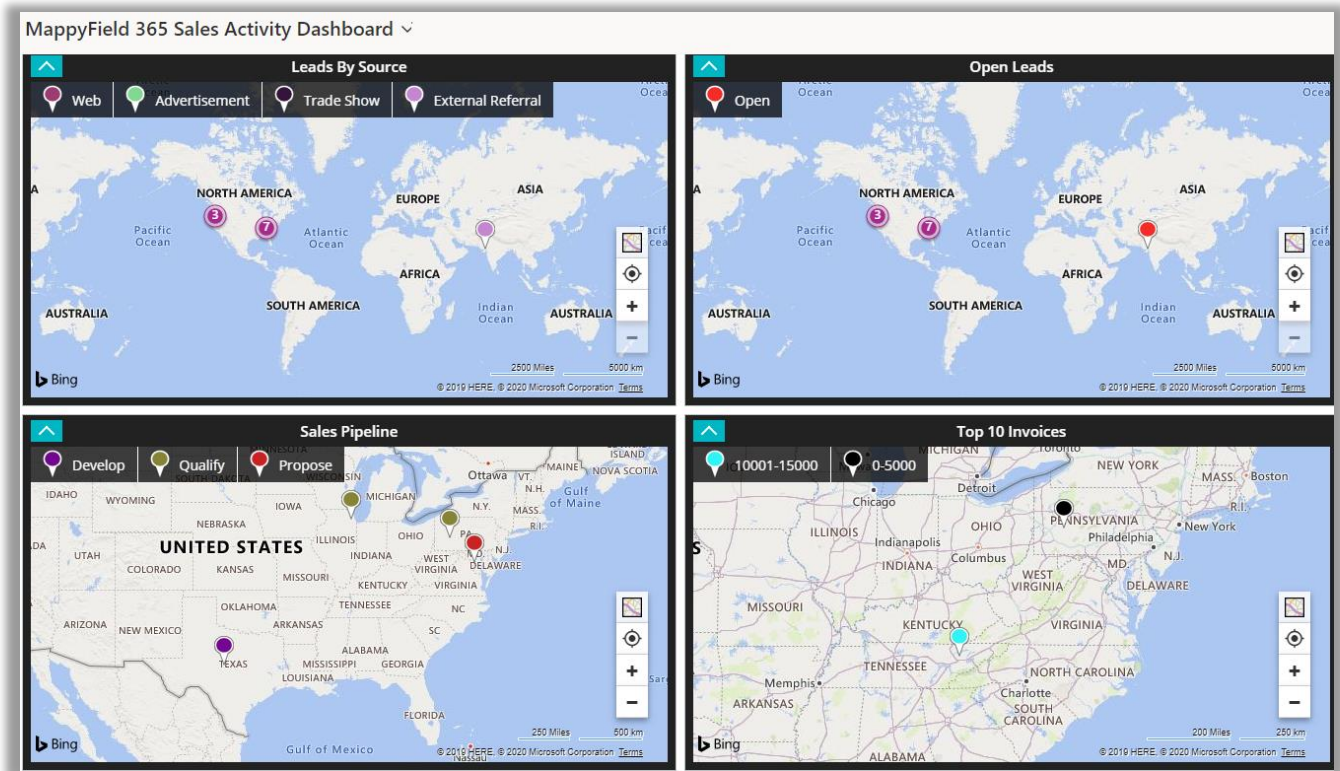 MappyField 365 Sales Activity Dashboard
Leads By Source
Web Advertisement Trade Show External Referral
Ocea
NORTH AMERICA
EUROPE
ASIA
A
3
7
Pacific
Ocean
Atlantic
Ocean
AFRICA
SOUTH AMERICA
Indian
Ocean
AUSTRALIA
AUSTRALIA
+
−
2500 Miles 5000 km
Bing
© 2019 HERE, © 2020 Microsoft Corporation Terms
Open Leads
Open
Ocean
Ocea
NORTH AMERICA
EUROPE
ASIA
A
3
7
Pacific
Ocean
Atlantic
Ocean
AFRICA
SOUTH AMERICA
Indian
Ocean
AUSTRALIA
AUSTRALIA
+
−
2500 Miles 5000 km
Bing
© 2019 HERE, © 2020 Microsoft Corporation Terms
Sales Pipeline
Develop Qualify Propose
ISLAND
NOVA SCOTIA
MAINE
Ottawa
VT.
N.H.
Gulf
of Maine
IDAHO
WYOMING
IOWA
MICHIGAN
N.Y.
MASS.
R.I.
NEBRASKA
ILLINOIS
OHIO
PA.
N.J.
UNITED STATES
UTAH
INDIANA
WEST
VIRGINIA
DELAWARE
COLORADO
KANSAS
MISSOURI
KENTUCKY
VIRGINIA
OKLAHOMA
TENNESSEE
NC
ARIZONA
NEW MEXICO
ARKANSAS
SC
ALABAMA
TEXAS
MISSISSIPPI
GEORGIA
LOUISIANA
FLORIDA
+
−
250 Miles 500 km
Bing
Gulf of Mexico
Nassau
© 2019 HERE, © 2020 Microsoft Corporation Terms
Top 10 Invoices
10001-15000 0-5000
MICHIGAN
Toronto
NEW YORK
MASS.
Boston
Detroit
Chicago
R.I.
PENNSYLVANIA
New York
ILLINOIS
OHIO
Philadelphia
Indianapolis
S
Columbus
N.J.
INDIANA
MD.
WEST
VIRGINIA
DELAWARE
MISSOURI
KENTUCKY
VIRGINIA
TENNESSEE
NORTH CAROLINA
Memphis
Charlotte
ARKANSAS
SOUTH
CAROLINA
+
−
200 Miles 250 km
Bing
ALABAMA
© 2019 HERE, © 2020 Microsoft Corporation Terms